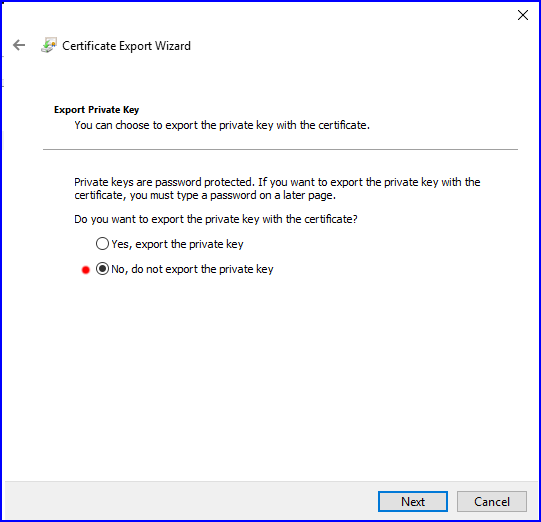 Certificate Export Wizard
Export Private Key
You can choose to export the private key with the certificate.
Private keys are password protected. If you want to export the private key with the
certificate, you must type a password on a later page.
Do you want to export the private key with the certificate?
Yes, export the private key
No, do not export the private key
Next
Cancel